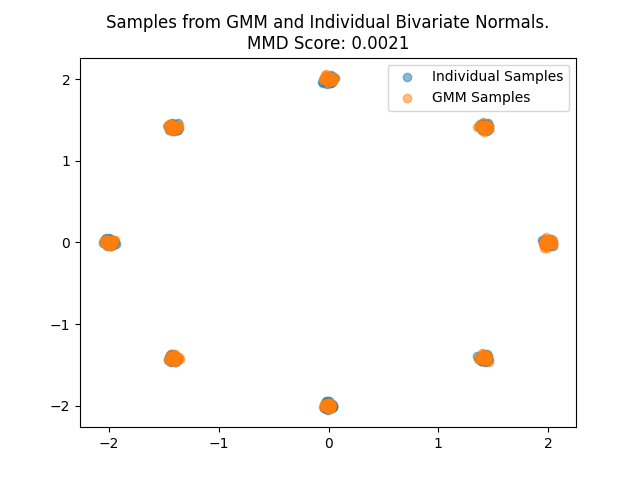 Samples from GMM and Individual Bivariate Normals.
MMD Score: 0.0021
Individual Samples
GMM Samples
2
1
0
−1
−2
−2
−1
0
1
2